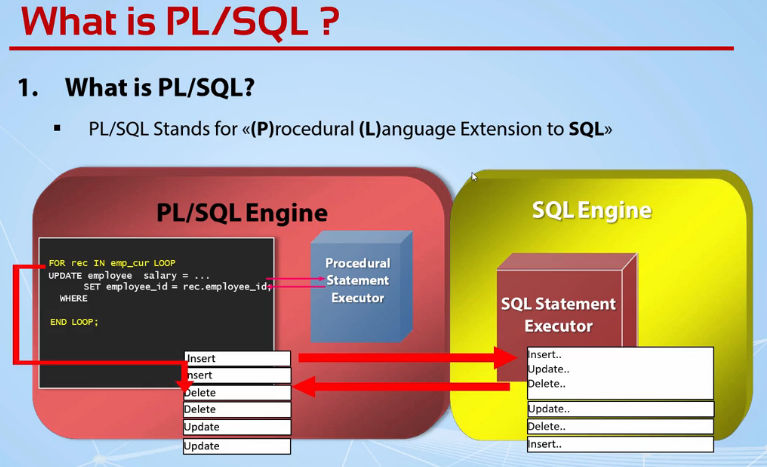 What is PL/SQL ?
1. What is PL/SQL?
▪ PL/SQL Stands for «(P)rocedural (L)anguage Extension to SQL»
PL/SQL Engine
FOR rec IN emp_cur LOOP
UPDATE employee salary = ...
SET employee_id = rec.employee_id;
WHERE
END LOOP;
Procedural
Statement
Executor
Insert
nsert
Delete
Delete
Update
Update
SQL Engine
SQL Statement
Executor
Insert..
Update..
Delete..
Update..
Delete..
Insert..